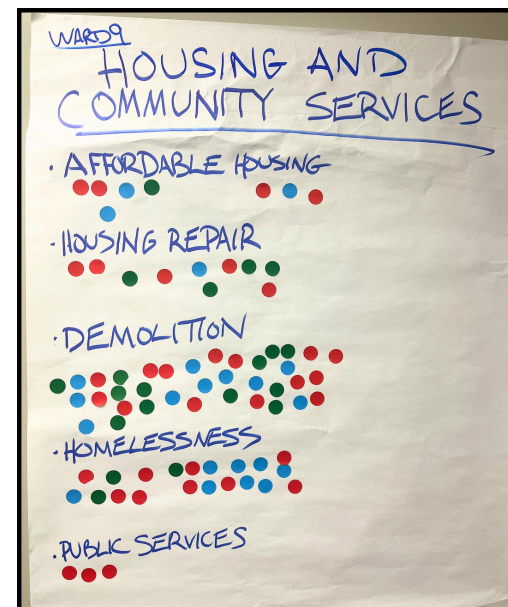 WARD 9
HOUSING AND
COMMUNITY SERVICES
· AFFORDABLE HOUSING
· HOUSING REPAIR
· DEMOLITION
· HOMELESSNESS
· PUBLIC SERVICES